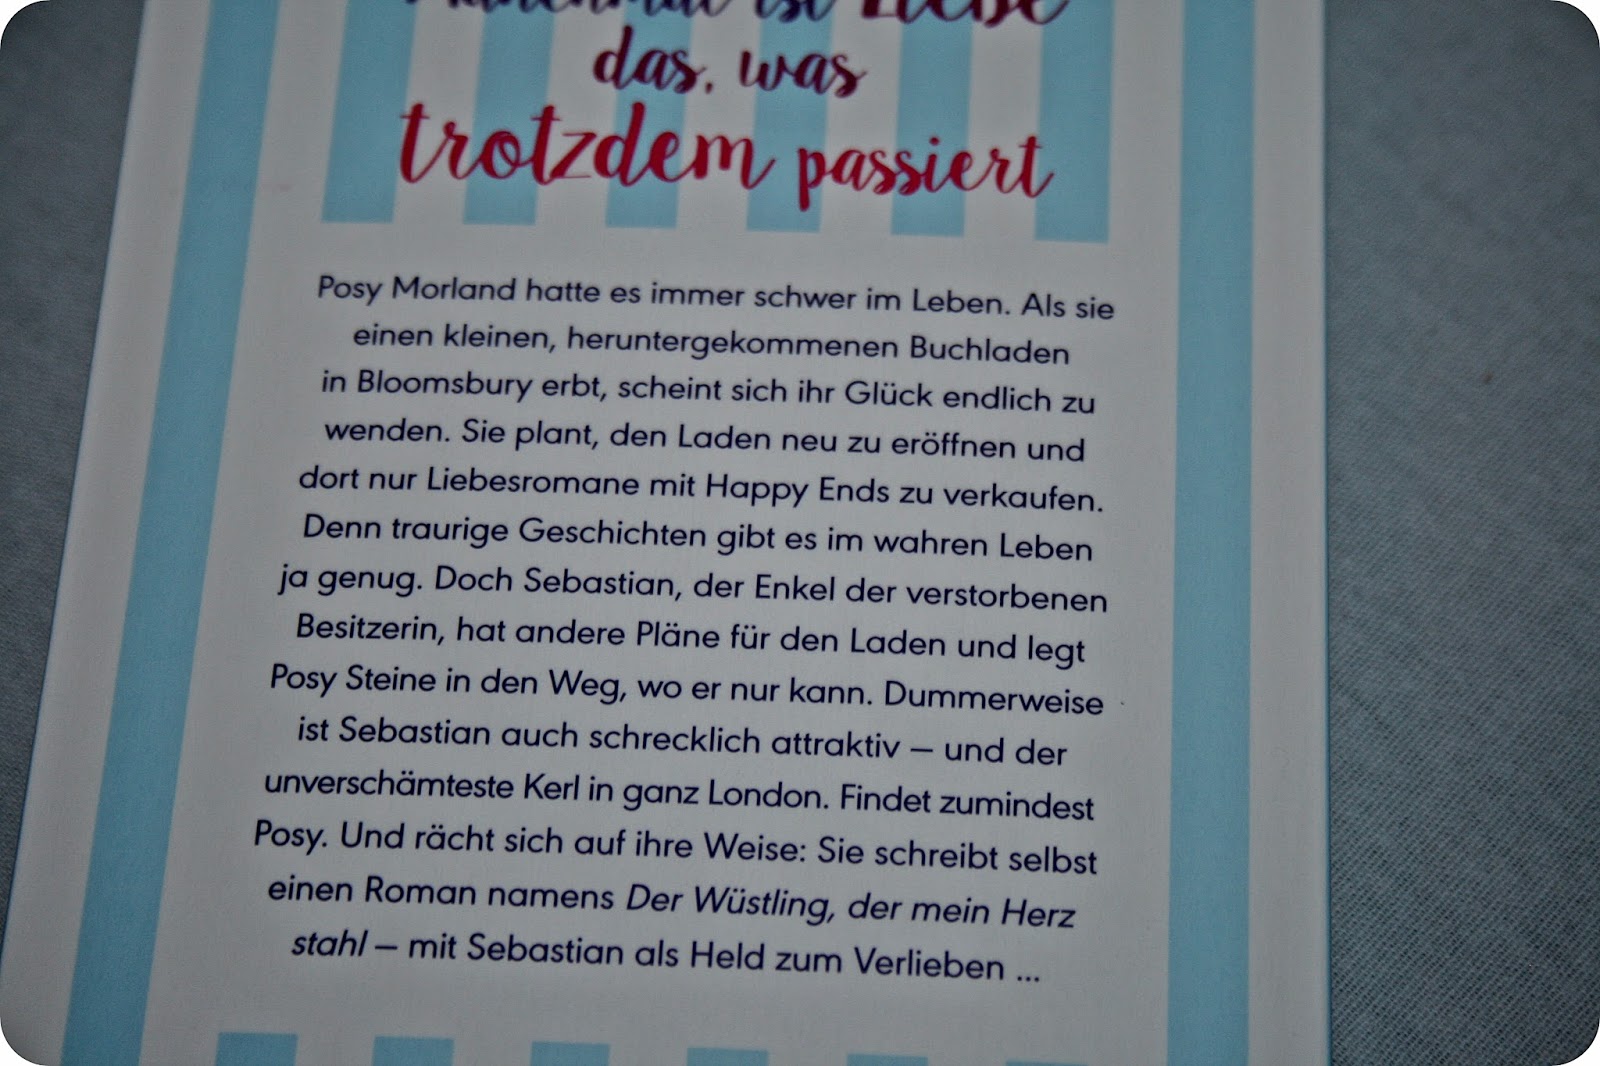 Manchmal ist Liebe
das, was
trotzdem passiert
Posy Morland hatte es immer schwer im Leben. Als sie
einen kleinen, heruntergekommenen Buchladen
in Bloomsbury erbt, scheint sich ihr Glück endlich zu
wenden. Sie plant, den Laden neu zu eröffnen und
dort nur Liebesromane mit Happy Ends zu verkaufen.
Denn traurige Geschichten gibt es im wahren Leben
ja genug. Doch Sebastian, der Enkel der verstorbenen
Besitzerin, hat andere Pläne für den Laden und legt
Posy Steine in den Weg, wo er nur kann. Dummerweise
ist Sebastian auch schrecklich attraktiv – und der
unverschämteste Kerl in ganz London. Findet zumindest
Posy. Und rächt sich auf ihre Weise: Sie schreibt selbst
einen Roman namens Der Wüstling, der mein Herz
stahl – mit Sebastian als Held zum Verlieben ...